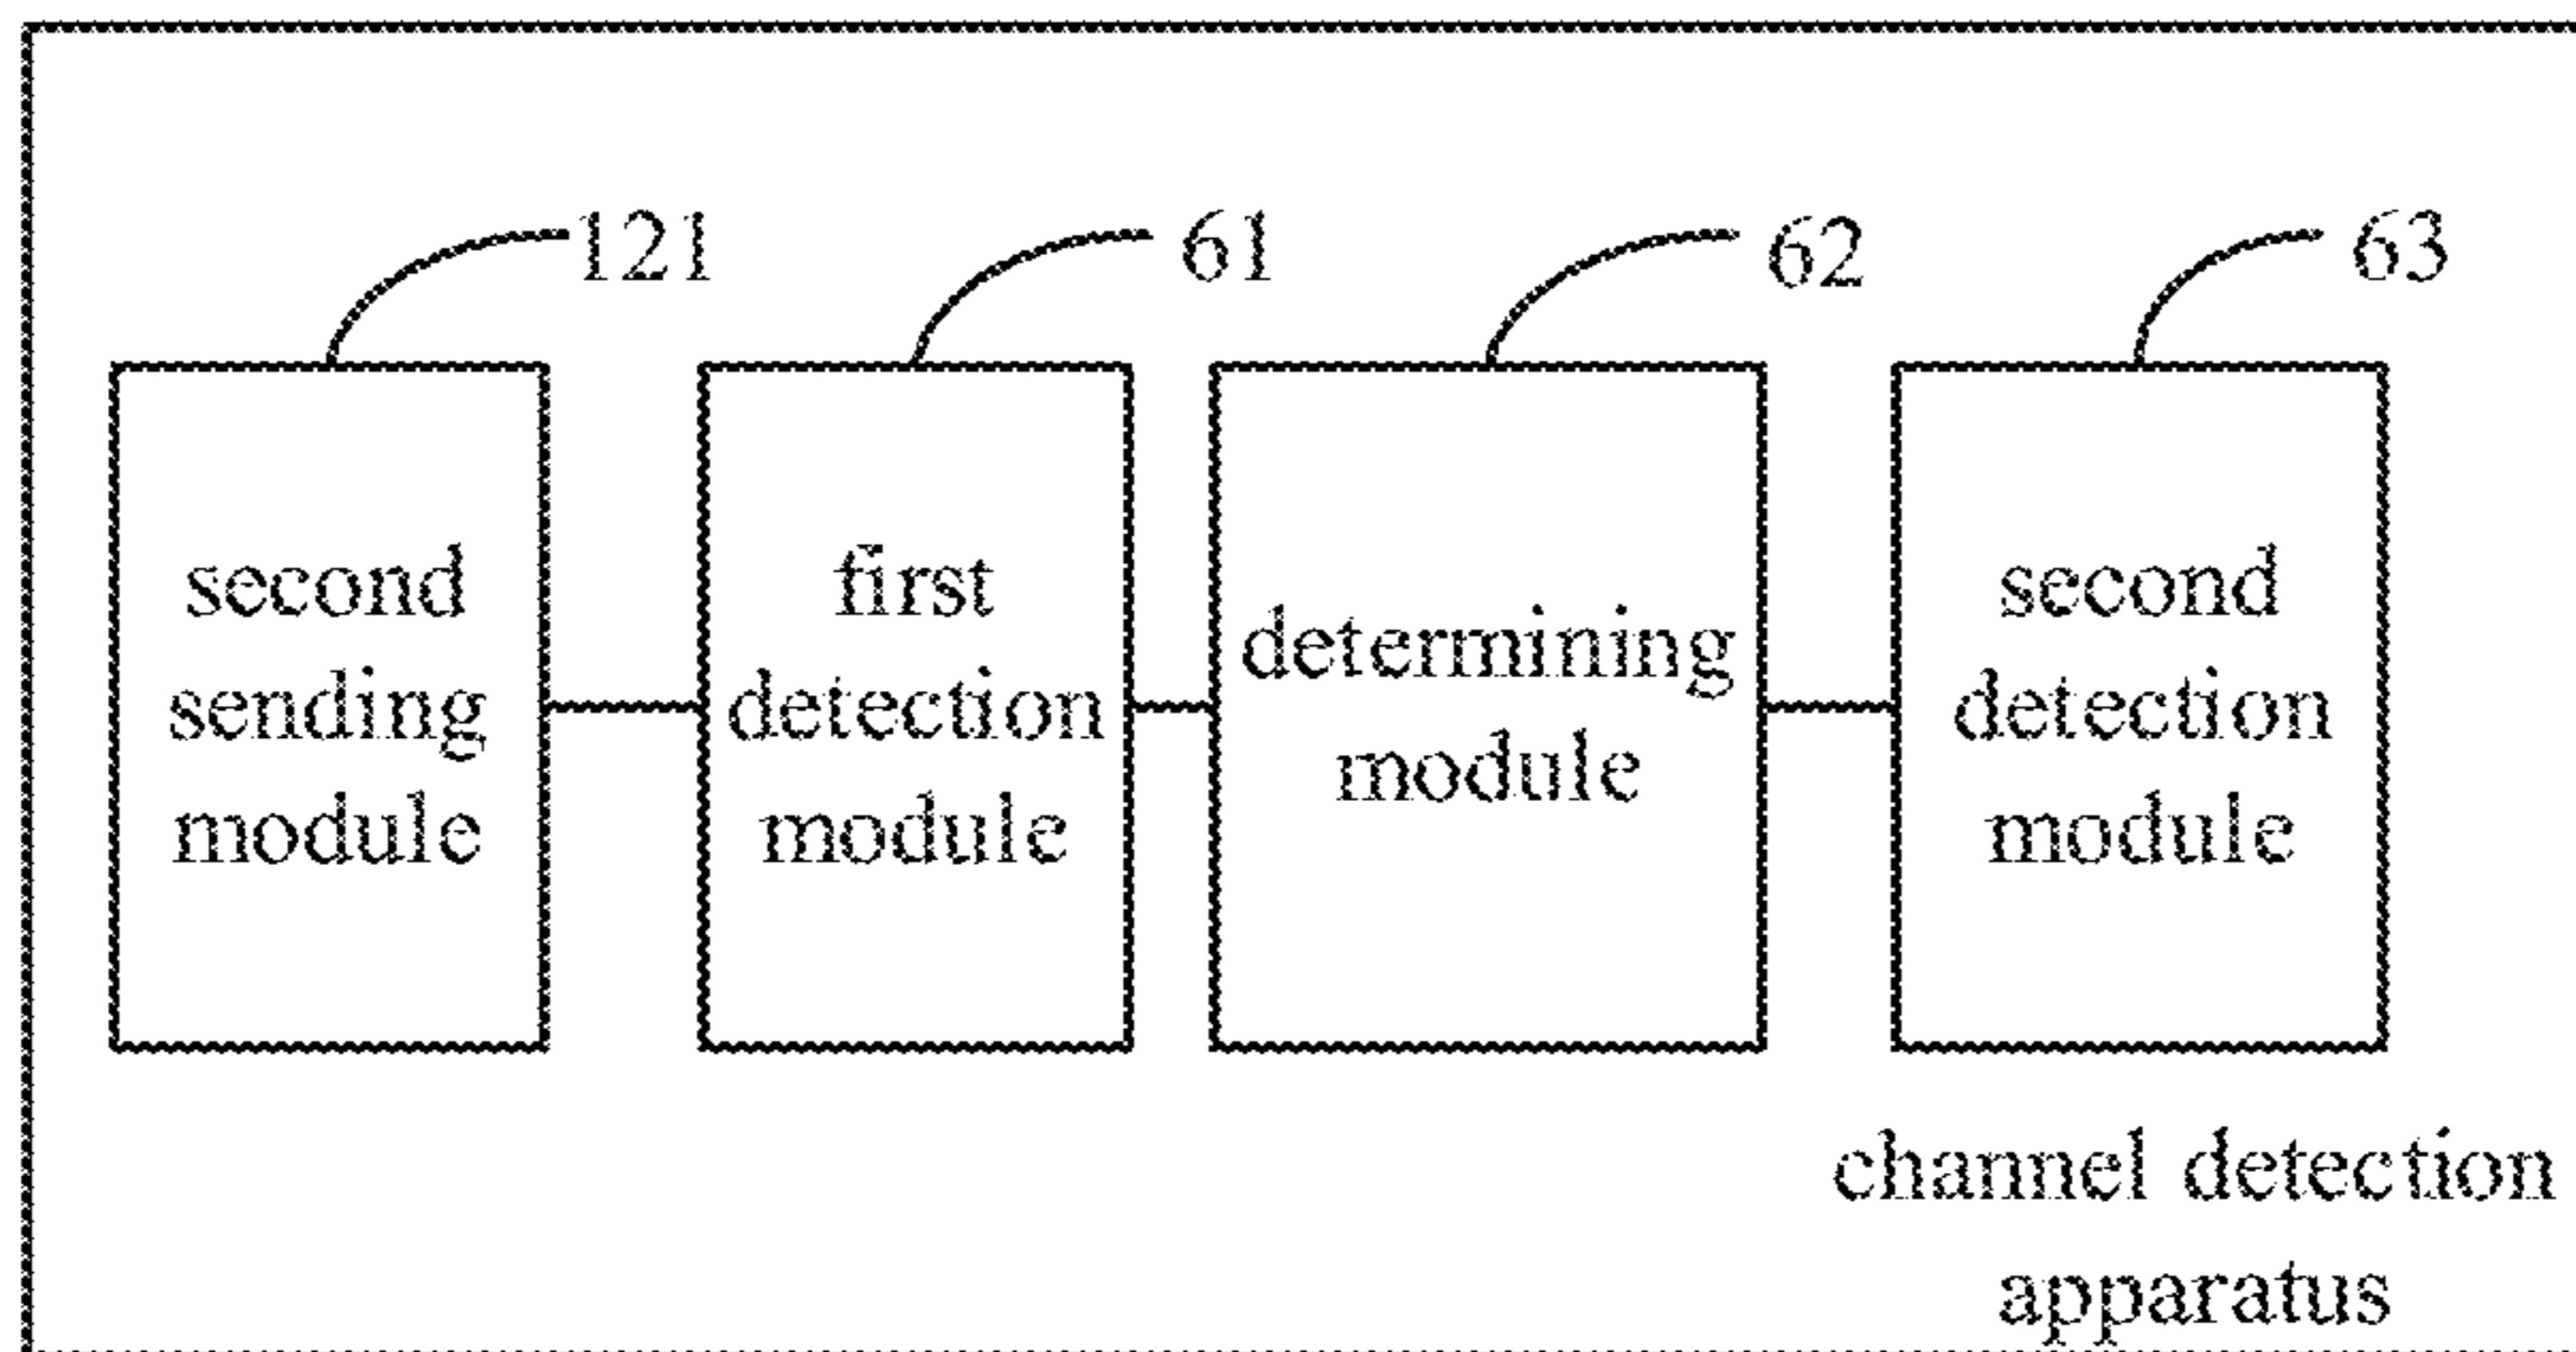 121
61
62
63
second
sending
module
first
detection
module
determining
module
second
detection
module
channel detection
apparatus